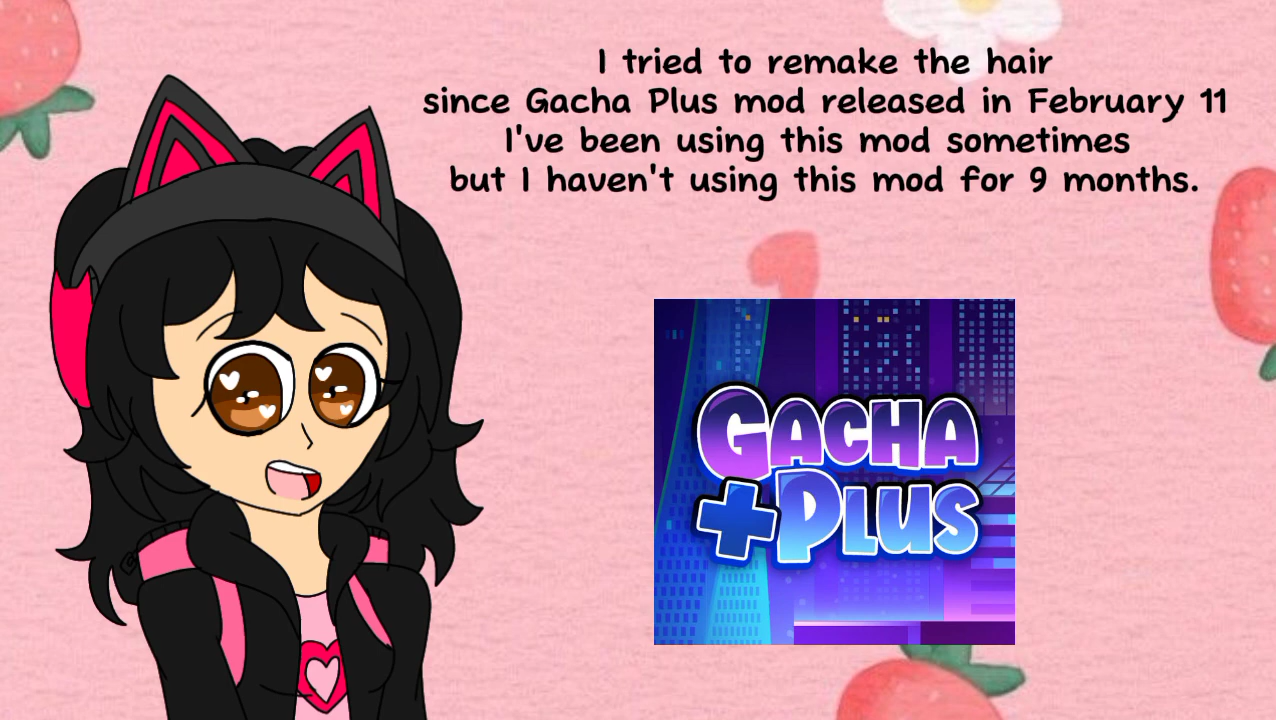 I tried to remake the hair
since Gacha Plus mod released in February 11
I've been using this mod sometimes
but I haven't using this mod for 9 months.
GACHA
+PLUS